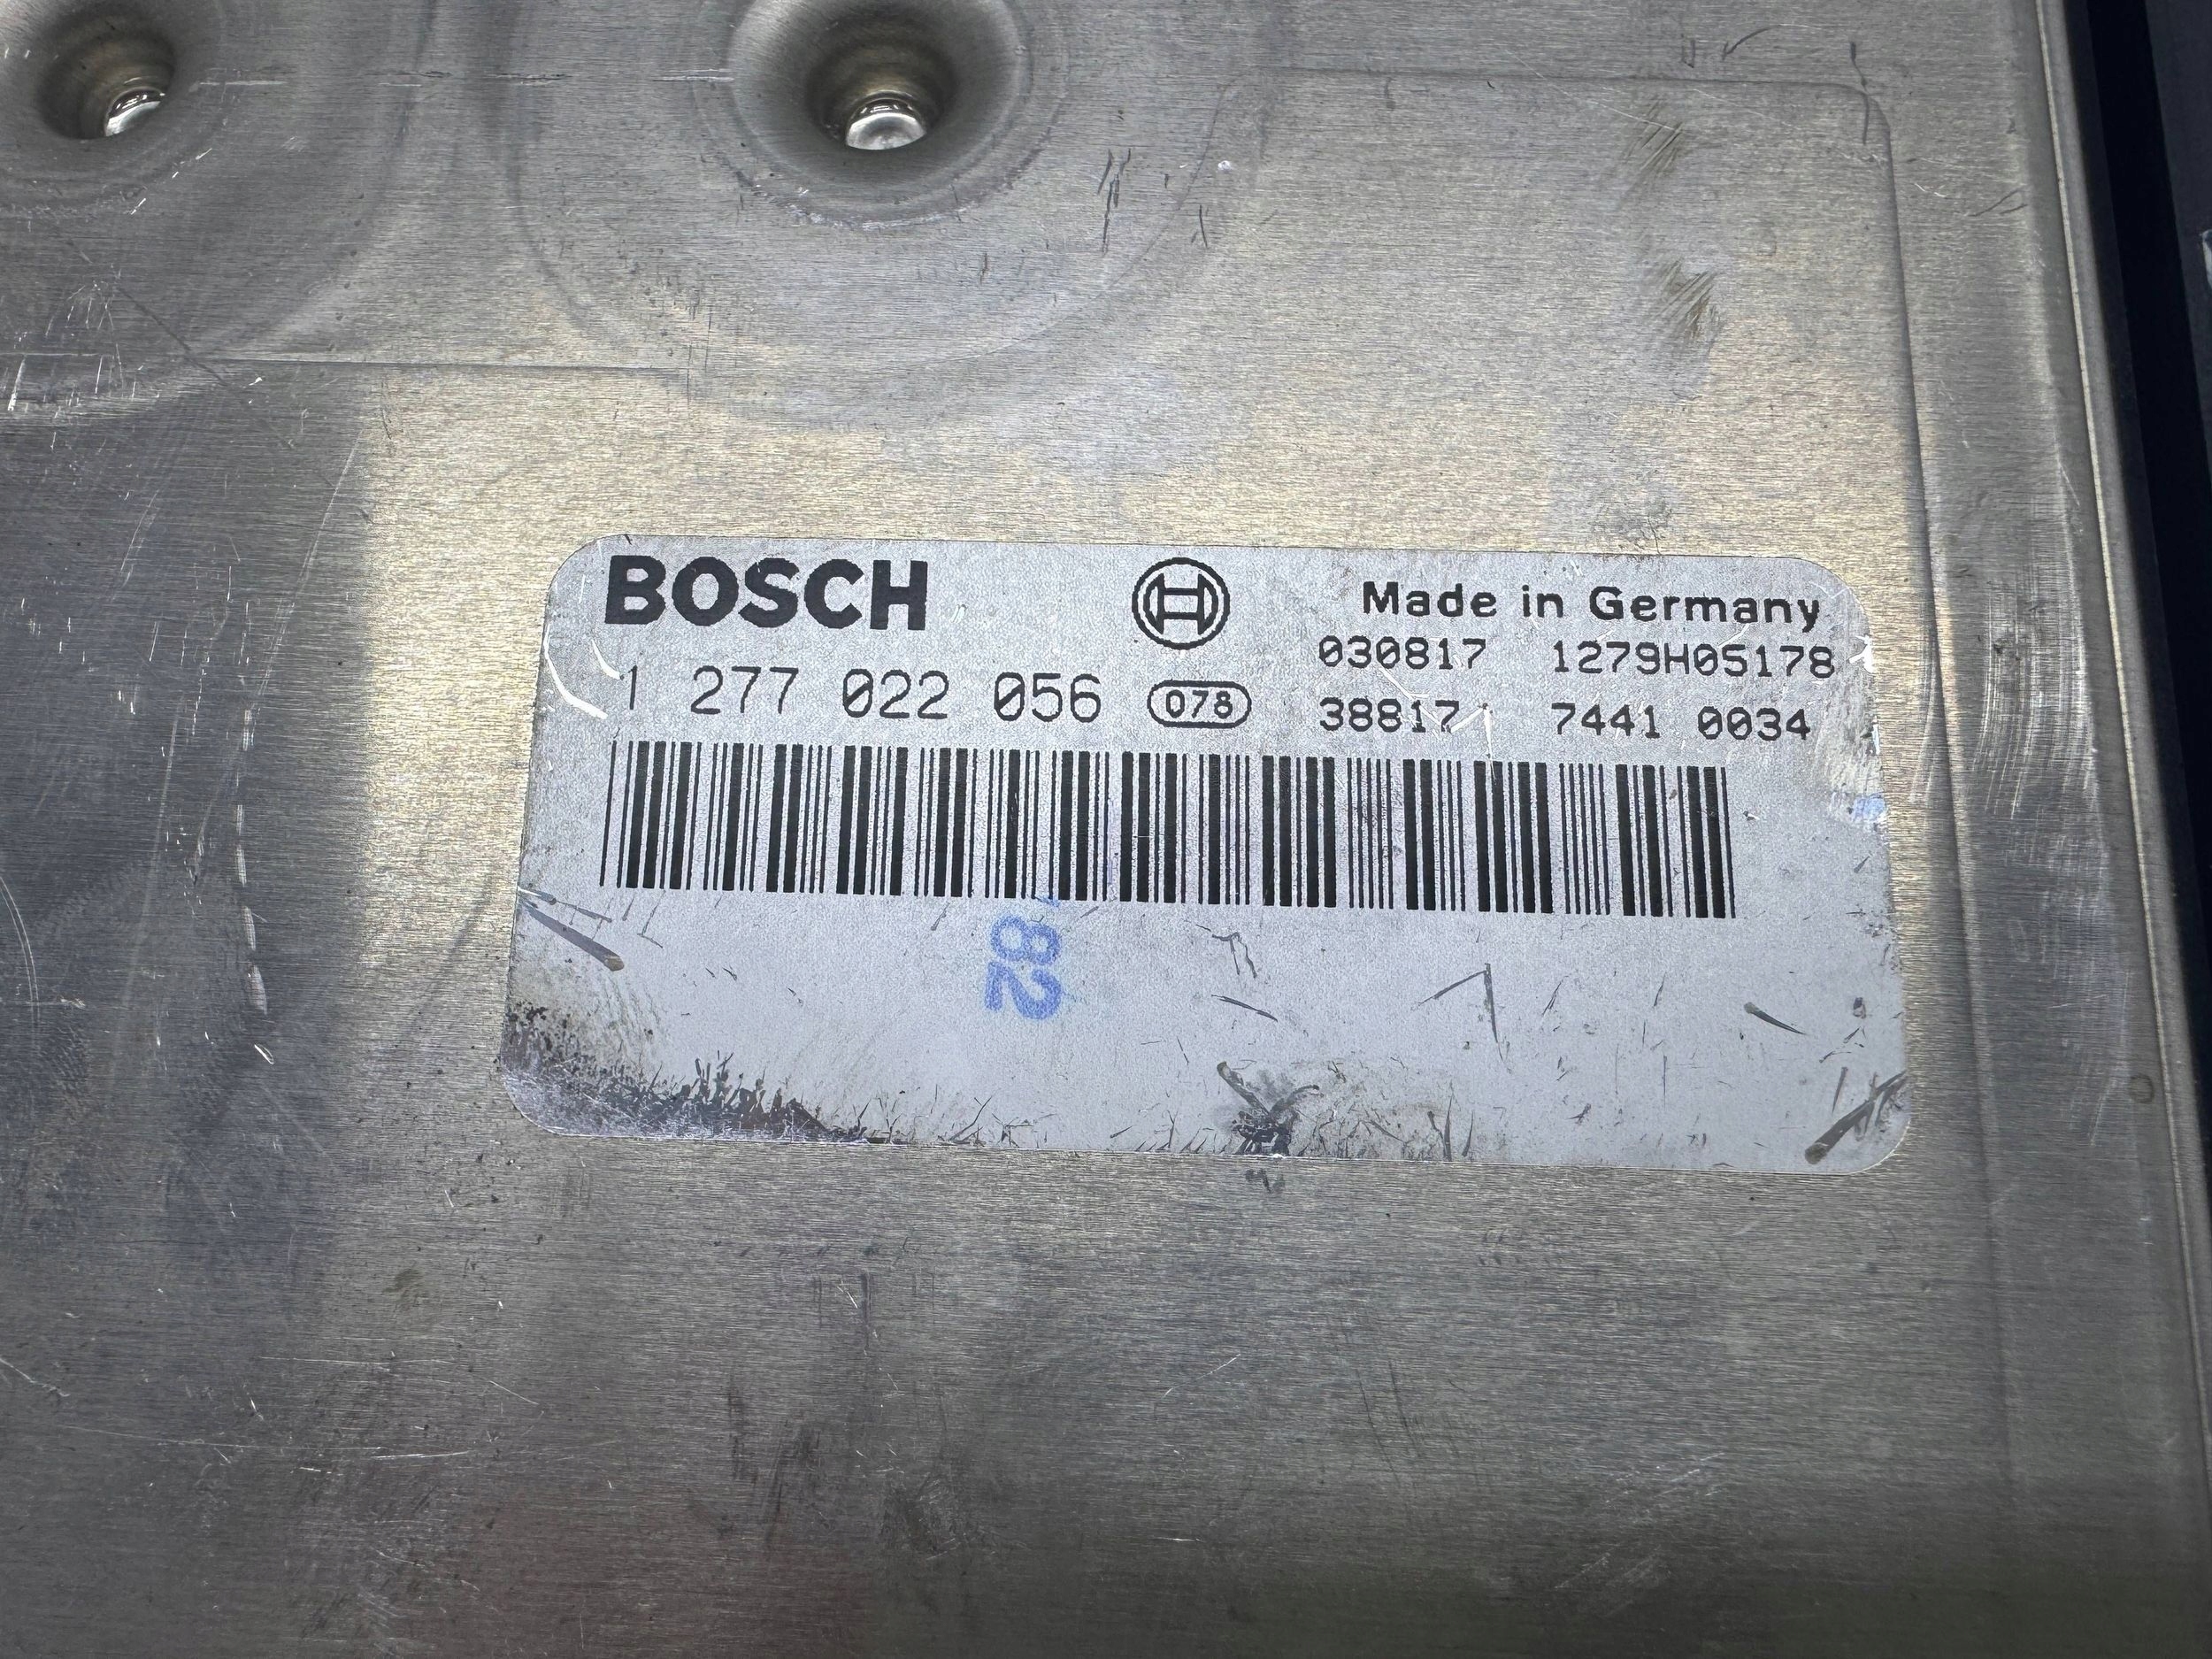 BOSCH
Made in Germany
030817 1279H05178
1 277 022 056 078
38817 7441 0034
82